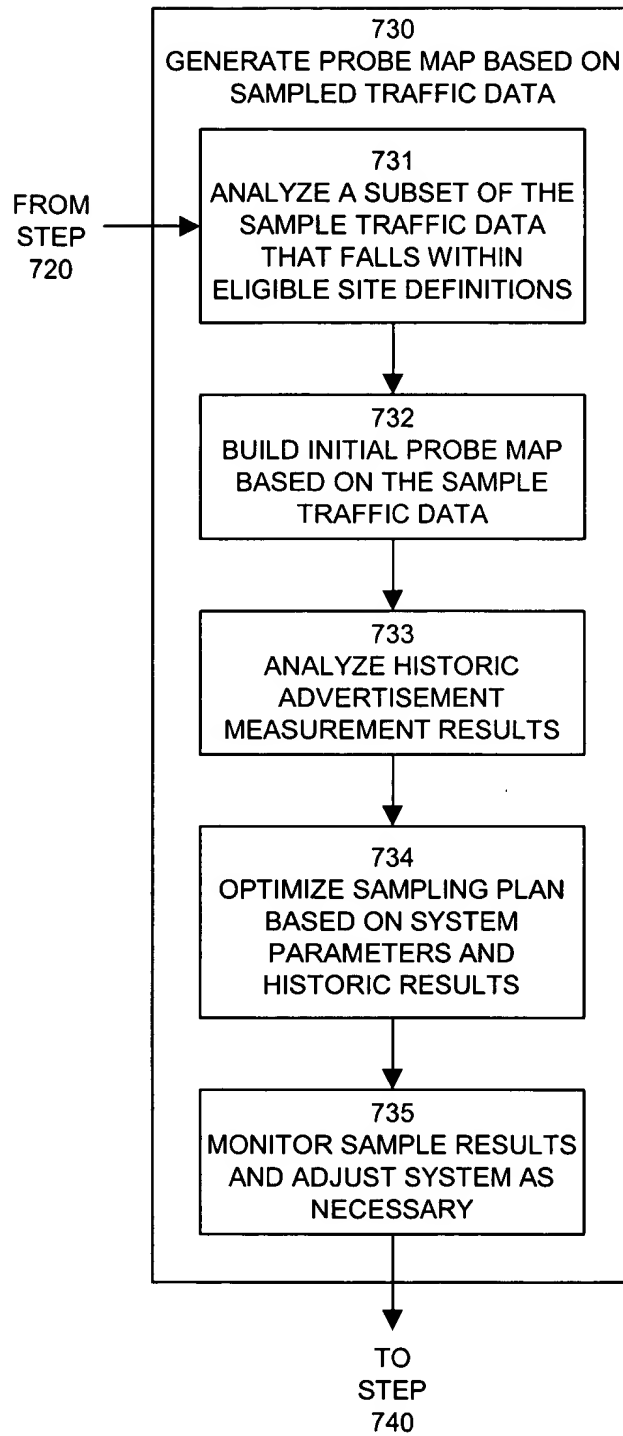 730
GENERATE PROBE MAP BASED ON
SAMPLED TRAFFIC DATA
731
ANALYZE A SUBSET OF THE
SAMPLE TRAFFIC DATA
THAT FALLS WITHIN
ELIGIBLE SITE DEFINITIONS
FROM
STEP
720
732
BUILD INITIAL PROBE MAP
BASED ON THE SAMPLE
TRAFFIC DATA
733
ANALYZE HISTORIC
ADVERTISEMENT
MEASUREMENT RESULTS
734
OPTIMIZE SAMPLING PLAN
BASED ON SYSTEM
PARAMETERS AND
HISTORIC RESULTS
735
MONITOR SAMPLE RESULTS
AND ADJUST SYSTEM AS
NECESSARY
TO
STEP
740